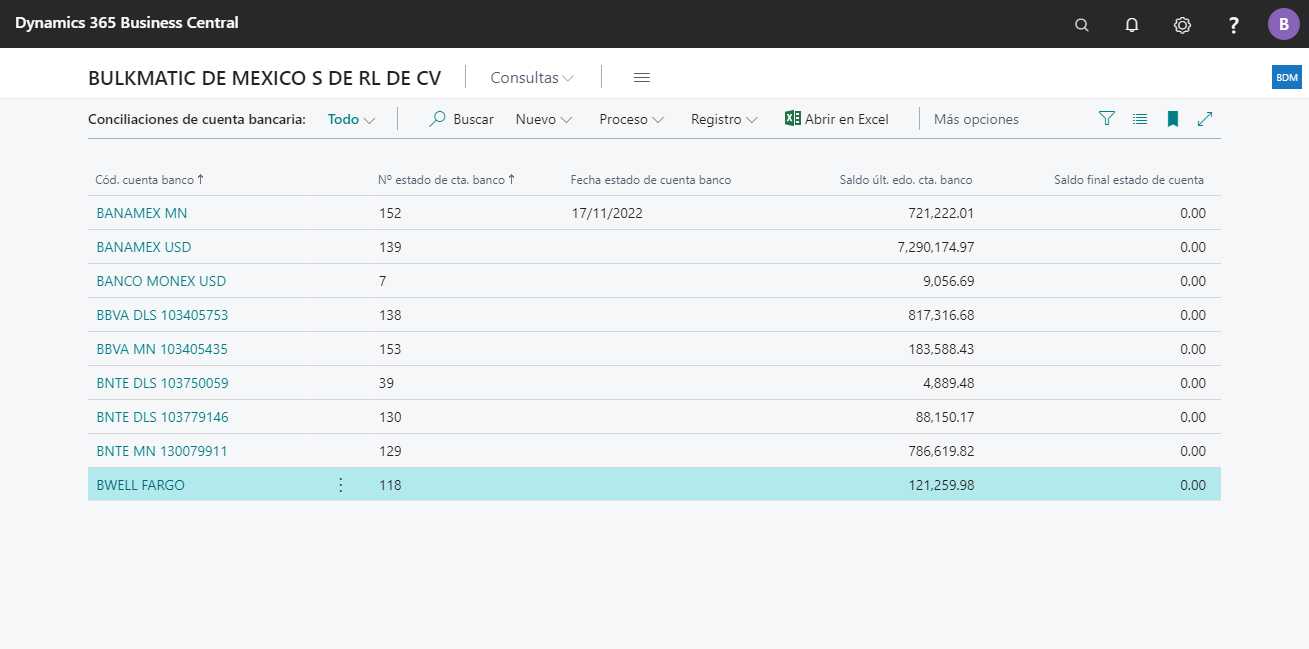 Dynamics 365 Business Central
? B
BULKMATIC DE MEXICO S DE RL DE CV Consultas BDM
Conciliaciones de cuenta bancaria: Todo Buscar Nuevo Proceso Registro Abrir en Excel Más opciones
Cód. cuenta banco ↑ Nº estado de cta. banco ↑ Fecha estado de cuenta banco Saldo últ. edo. cta. banco Saldo final estado de cuenta
BANAMEX MN 152 17/11/2022 721,222.01 0.00
BANAMEX USD 139 7,290,174.97 0.00
BANCO MONEX USD 7 9,056.69 0.00
BBVA DLS 103405753 138 817,316.68 0.00
BBVA MN 103405435 153 183,588.43 0.00
BNTE DLS 103750059 39 4,889.48 0.00
BNTE DLS 103779146 130 88,150.17 0.00
BNTE MN 130079911 129 786,619.82 0.00
BWELL FARGO 118 121,259.98 0.00